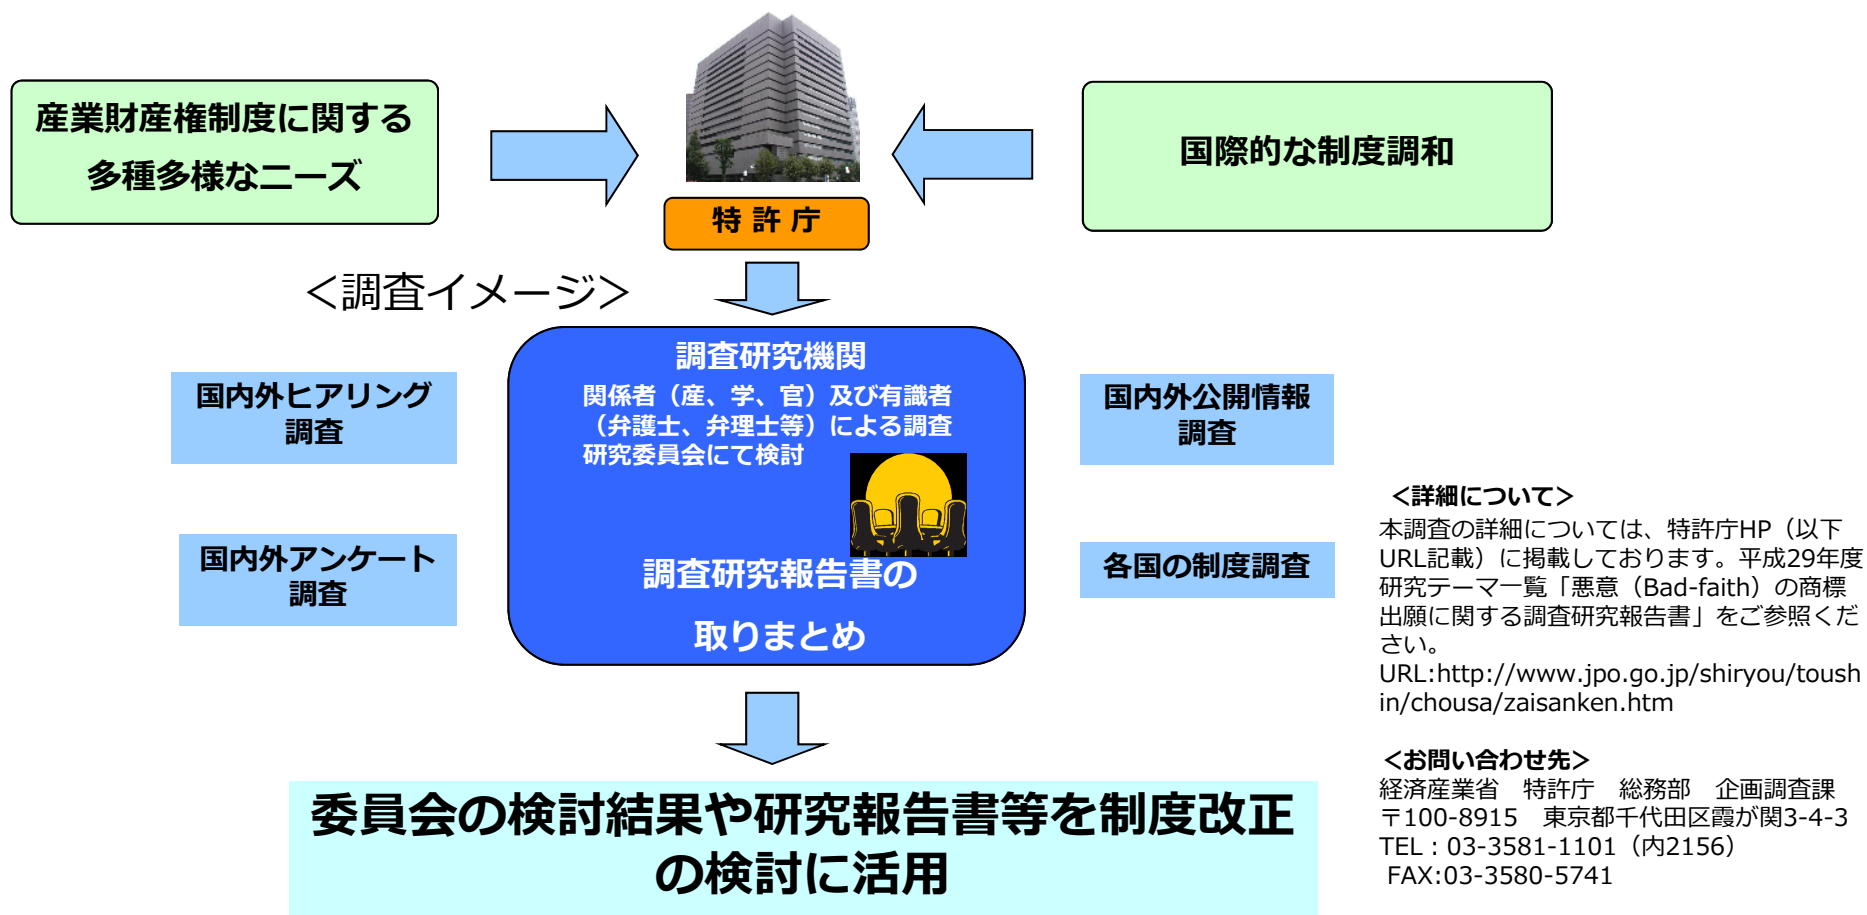 産業財産権制度に関する
多種多様なニーズ
特 許 庁
国際的な制度調和
＜調査イメージ＞
調査研究機関
関係者（産、学、官）及び有識者
（弁護士、弁理士等）による調査
研究委員会にて検討
調査研究報告書の
取りまとめ
国内外ヒアリング
調査
国内外アンケート
調査
国内外公開情報
調査
各国の制度調査
委員会の検討結果や研究報告書等を制度改正
の検討に活用
＜詳細について＞
本調査の詳細については、特許庁HP（以下
URL記載）に掲載しております。平成29年度
研究テーマ一覧「悪意（Bad-faith）の商標
出願に関する調査研究報告書」をご参照くだ
さい。
URL:http://www.jpo.go.jp/shiryou/toush
in/chousa/zaisanken.htm
＜お問い合わせ先＞
経済産業省　特許庁　総務部　企画調査課
〒100-8915　東京都千代田区霞が関3-4-3
TEL：03-3581-1101（内2156）
FAX:03-3580-5741